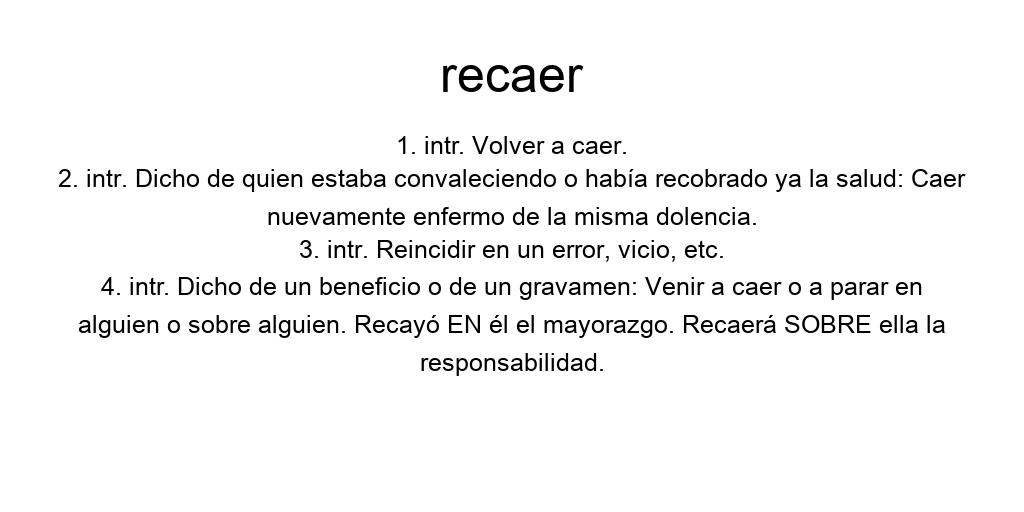 recaer
1. intr. Volver a caer.
2. intr. Dicho de quien estaba convaleciendo o había recobrado ya la salud: Caer
nuevamente enfermo de la misma dolencia.
3. intr. Reincidir en un error, vicio, etc.
4. intr. Dicho de un beneficio o de un gravamen: Venir a caer o a parar en
alguien o sobre alguien. Recayó EN él el mayorazgo. Recaerá SOBRE ella la
responsabilidad.